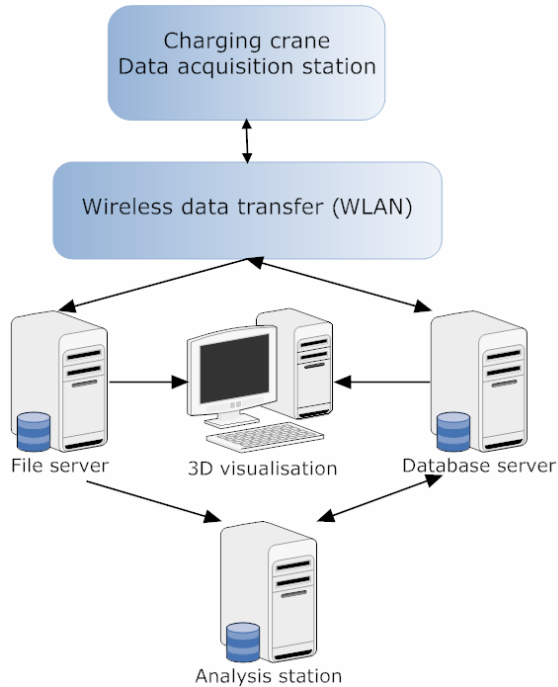 Charging crane
Data acquisition station
Wireless data transfer (WLAN)
File server
3D visualisation
Database server
Analysis station